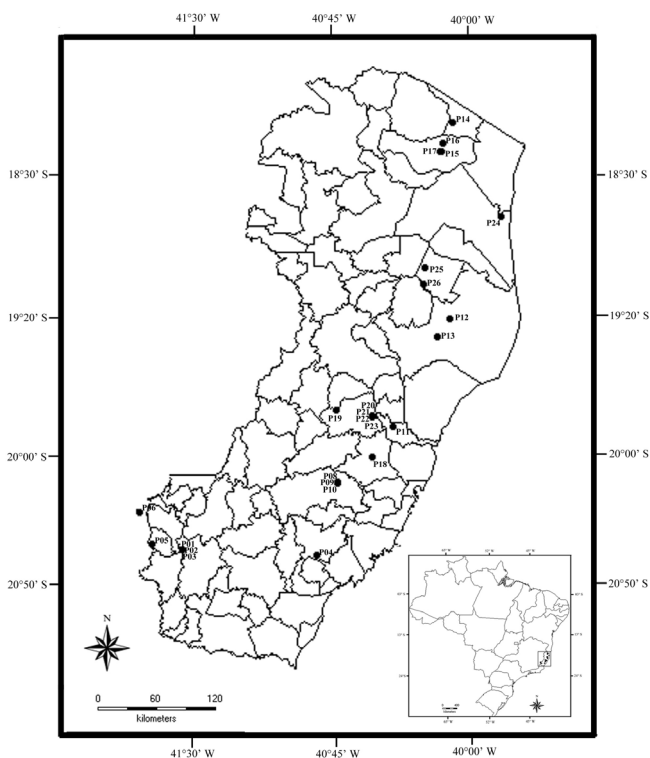 41°30’ W
40°45’ W
40°00’ W
P14
P16
P17
P15
18°30’ S
18°30’ S
P24
P25
P26
19°20’ S
P12
19°20’ S
P13
P20
P21
P19
P22
P23
P11
20°00’ S
P18
20°00’ S
P08
P09
P10
P06
P05
P01
P02
P03
P04
20°50’ S
20°50’ S
N
0 60 120
kilometers
41°30’ W
40°45’ W
40°00’ W